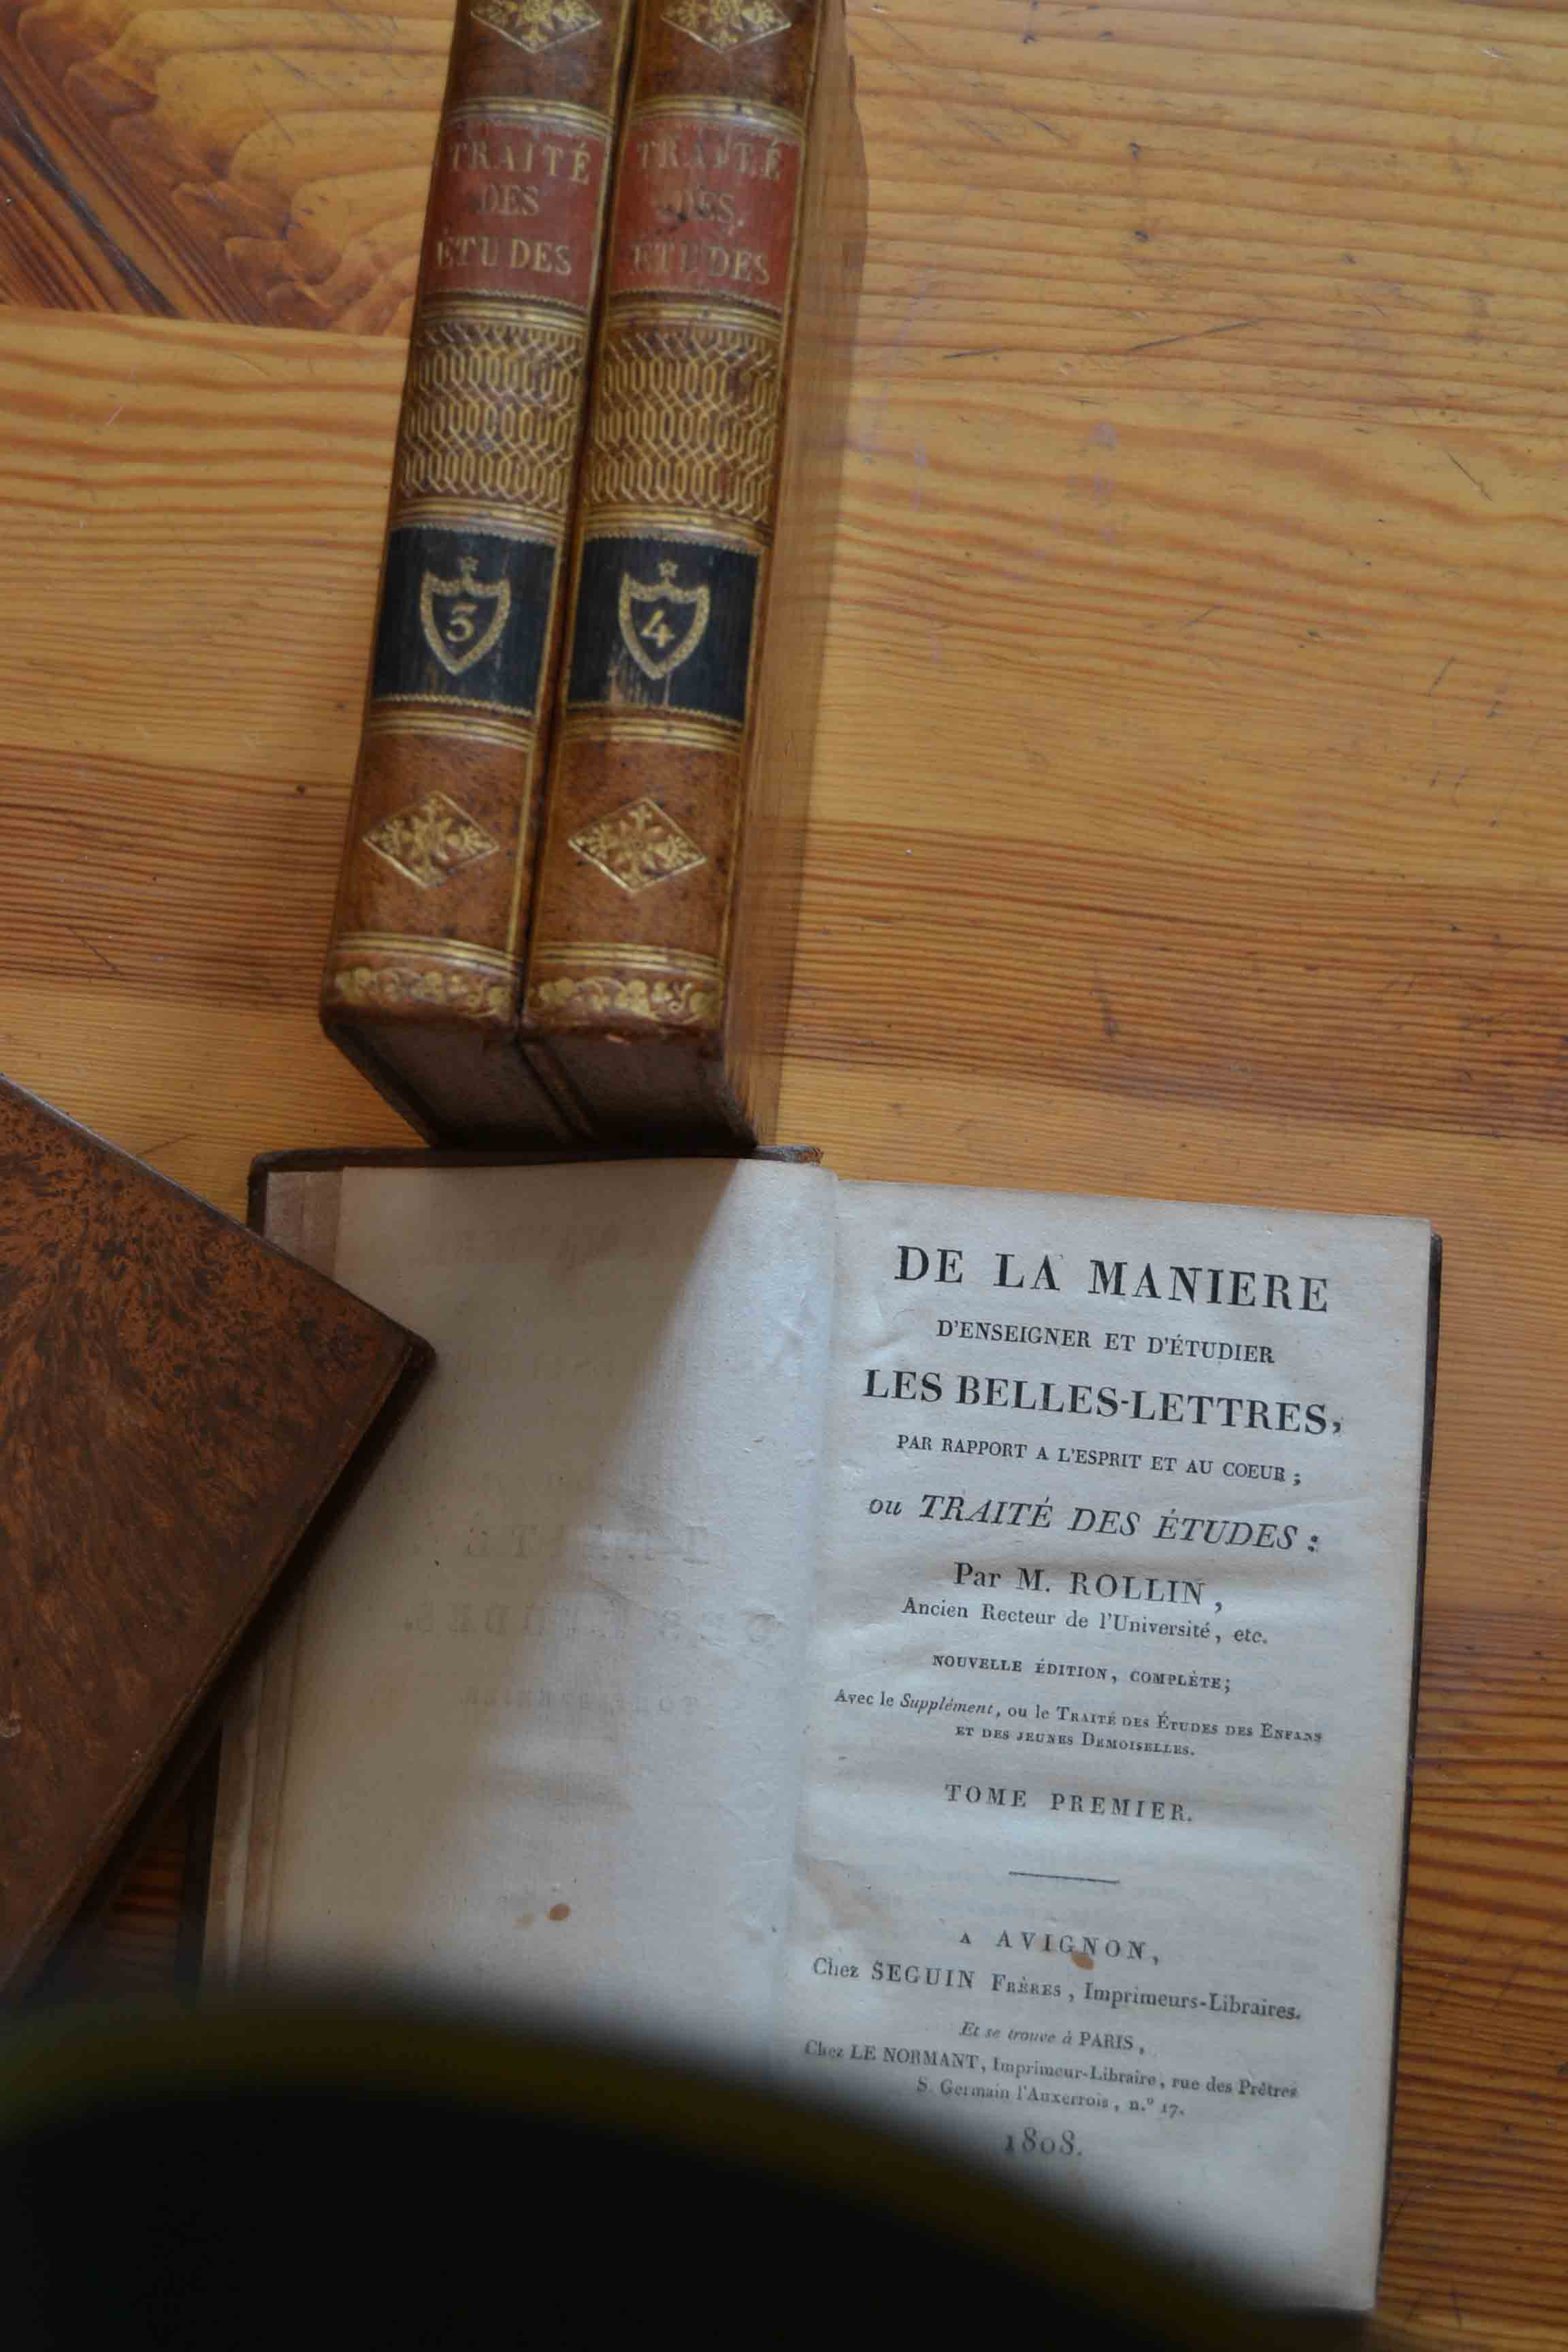 TRAITÉ
DES
ÉTUDES
3
TRAITÉ
DES
ÉTUDES
4
DE LA MANIERE
D'ENSEIGNER ET D'ÉTUDIER
LES BELLES-LETTRES,
PAR RAPPORT A L'ESPRIT ET AU COEUR ;
ou TRAITÉ DES ÉTUDES :
Par M. ROLLIN ,
Ancien Recteur de l'Université, etc.
NOUVELLE ÉDITION, COMPLÈTE;
Avec le Supplément, ou le TRAITÉ DES ÉTUDES DES ENFANS
ET DES JEUNES DEMOISELLES.
TOME PREMIER.
A AVIGNON,
Chez SEGUIN FRÈRES, Imprimeurs-Libraires.
Et se trouve à PARIS,
Chez LE NORMANT, Imprimeur-Libraire, rue des Prêtres
S. Germain l'Auxerrois, n.° 17.
1808.